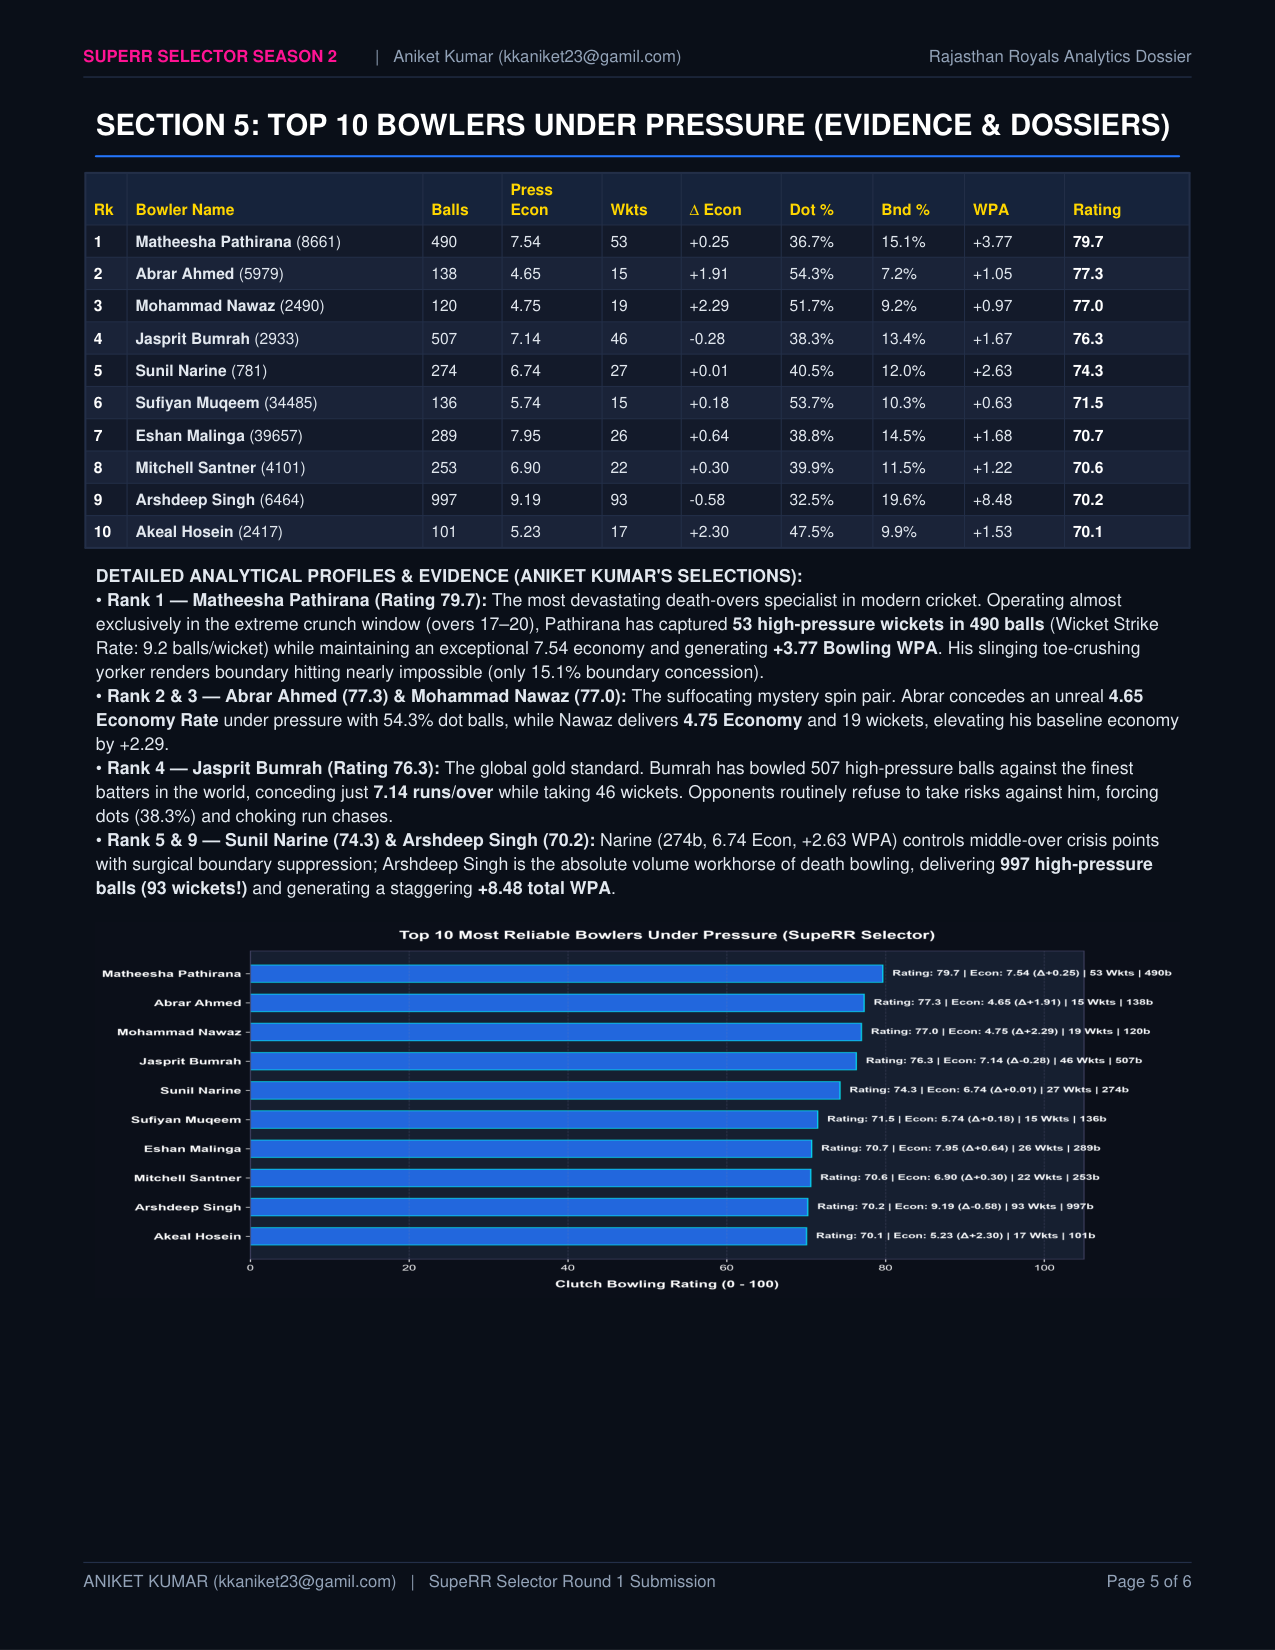 SUPERR SELECTOR SEASON 2 | Aniket Kumar (kkaniket23@gamil.com) Rajasthan Royals Analytics Dossier
SECTION 5: TOP 10 BOWLERS UNDER PRESSURE (EVIDENCE & DOSSIERS)
Rk Bowler Name Balls Press Econ Wkts Δ Econ Dot % Bnd % WPA Rating
1 Matheesha Pathirana (8661) 490 7.54 53 +0.25 36.7% 15.1% +3.77 79.7
2 Abrar Ahmed (5979) 138 4.65 15 +1.91 54.3% 7.2% +1.05 77.3
3 Mohammad Nawaz (2490) 120 4.75 19 +2.29 51.7% 9.2% +0.97 77.0
4 Jasprit Bumrah (2933) 507 7.14 46 -0.28 38.3% 13.4% +1.67 76.3
5 Sunil Narine (781) 274 6.74 27 +0.01 40.5% 12.0% +2.63 74.3
6 Sufiyan Muqeem (34485) 136 5.74 15 +0.18 53.7% 10.3% +0.63 71.5
7 Eshan Malinga (39657) 289 7.95 26 +0.64 38.8% 14.5% +1.68 70.7
8 Mitchell Santner (4101) 253 6.90 22 +0.30 39.9% 11.5% +1.22 70.6
9 Arshdeep Singh (6464) 997 9.19 93 -0.58 32.5% 19.6% +8.48 70.2
10 Akeal Hosein (2417) 101 5.23 17 +2.30 47.5% 9.9% +1.53 70.1
DETAILED ANALYTICAL PROFILES & EVIDENCE (ANIKET KUMAR'S SELECTIONS):
• Rank 1 — Matheesha Pathirana (Rating 79.7): The most devastating death-overs specialist in modern cricket. Operating almost
exclusively in the extreme crunch window (overs 17–20), Pathirana has captured 53 high-pressure wickets in 490 balls (Wicket Strike
Rate: 9.2 balls/wicket) while maintaining an exceptional 7.54 economy and generating +3.77 Bowling WPA. His slinging toe-crushing
yorker renders boundary hitting nearly impossible (only 15.1% boundary concession).
• Rank 2 & 3 — Abrar Ahmed (77.3) & Mohammad Nawaz (77.0): The suffocating mystery spin pair. Abrar concedes an unreal 4.65
Economy Rate under pressure with 54.3% dot balls, while Nawaz delivers 4.75 Economy and 19 wickets, elevating his baseline economy
by +2.29.
• Rank 4 — Jasprit Bumrah (Rating 76.3): The global gold standard. Bumrah has bowled 507 high-pressure balls against the finest
batters in the world, conceding just 7.14 runs/over while taking 46 wickets. Opponents routinely refuse to take risks against him, forcing
dots (38.3%) and choking run chases.
• Rank 5 & 9 — Sunil Narine (74.3) & Arshdeep Singh (70.2): Narine (274b, 6.74 Econ, +2.63 WPA) controls middle-over crisis points
with surgical boundary suppression; Arshdeep Singh is the absolute volume workhorse of death bowling, delivering 997 high-pressure
balls (93 wickets!) and generating a staggering +8.48 total WPA.
Top 10 Most Reliable Bowlers Under Pressure (SupeRR Selector)
Matheesha Pathirana Rating: 79.7 | Econ: 7.54 (Δ+0.25) | 53 Wkts | 490b
Abrar Ahmed Rating: 77.3 | Econ: 4.65 (Δ+1.91) | 15 Wkts | 138b
Mohammad Nawaz Rating: 77.0 | Econ: 4.75 (Δ+2.29) | 19 Wkts | 120b
Jasprit Bumrah Rating: 76.3 | Econ: 7.14 (Δ-0.28) | 46 Wkts | 507b
Sunil Narine Rating: 74.3 | Econ: 6.74 (Δ+0.01) | 27 Wkts | 274b
Sufiyan Muqeem Rating: 71.5 | Econ: 5.74 (Δ+0.18) | 15 Wkts | 136b
Eshan Malinga Rating: 70.7 | Econ: 7.95 (Δ+0.64) | 26 Wkts | 289b
Mitchell Santner Rating: 70.6 | Econ: 6.90 (Δ+0.30) | 22 Wkts | 253b
Arshdeep Singh Rating: 70.2 | Econ: 9.19 (Δ-0.58) | 93 Wkts | 997b
Akeal Hosein Rating: 70.1 | Econ: 5.23 (Δ+2.30) | 17 Wkts | 101b
0 20 40 60 80 100
Clutch Bowling Rating (0 - 100)
ANIKET KUMAR (kkaniket23@gamil.com) | SupeRR Selector Round 1 Submission Page 5 of 6